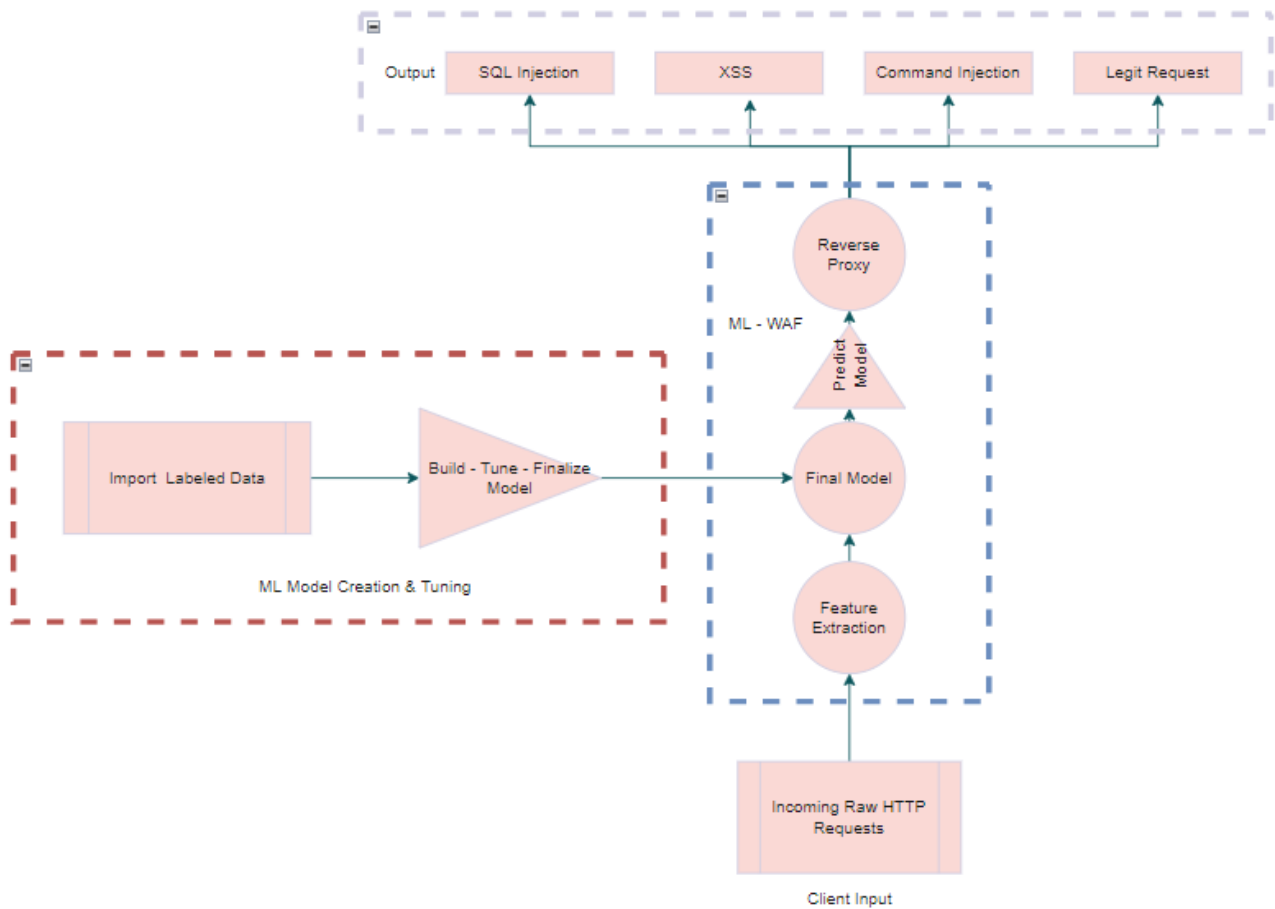 Output
SQL Injection
XSS
Command Injection
Legit Request
Reverse
Proxy
ML - WAF
Predict
Model
Import Labeled Data
Build - Tune - Finalize
Model
Final Model
ML Model Creation & Tuning
Feature
Extraction
Incoming Raw HTTP
Requests
Client Input